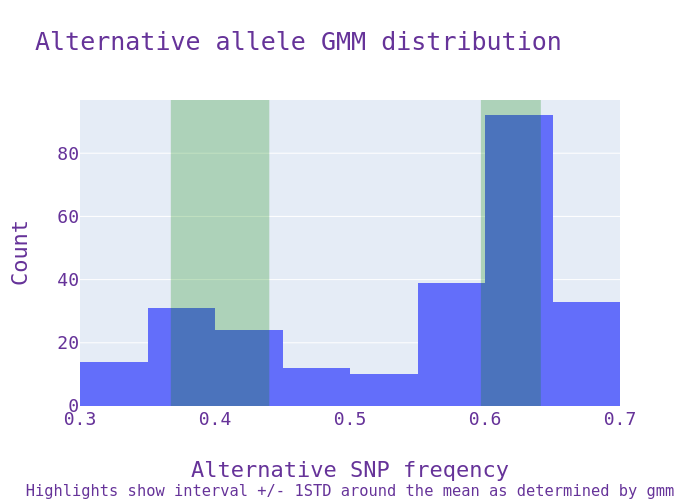 Alternative allele GMM distribution
Count
80
60
40
20
0
0.3 0.4 0.5 0.6 0.7
Alternative SNP freqency
Highlights show interval +/- 1STD around the mean as determined by gmm